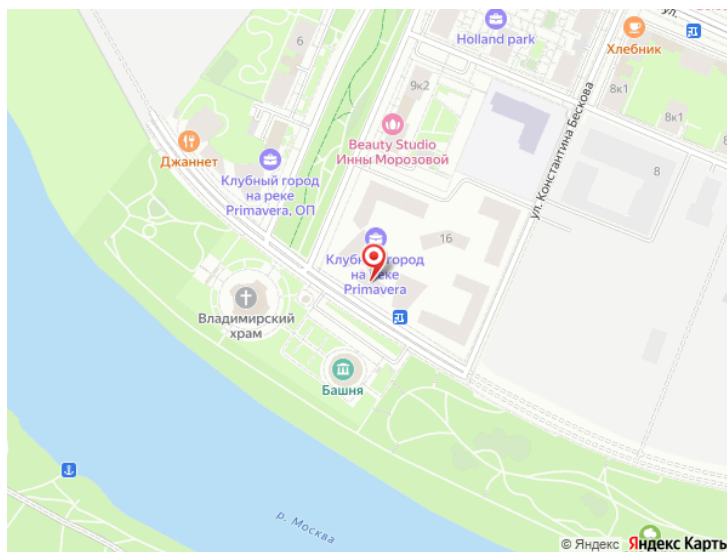 Holland park
ул.
Хлебник
6
9к2
8к1
8к1
Beauty Studio
Инны Морозовой
Джаннет
Клубный город
на реке
Primavera, ОП
ул. Константина Бескова
8
16
Клубный город
на реке
Primavera
Владимирский
храм
Башня
р. Москва
© Яндекс Яндекс Карты